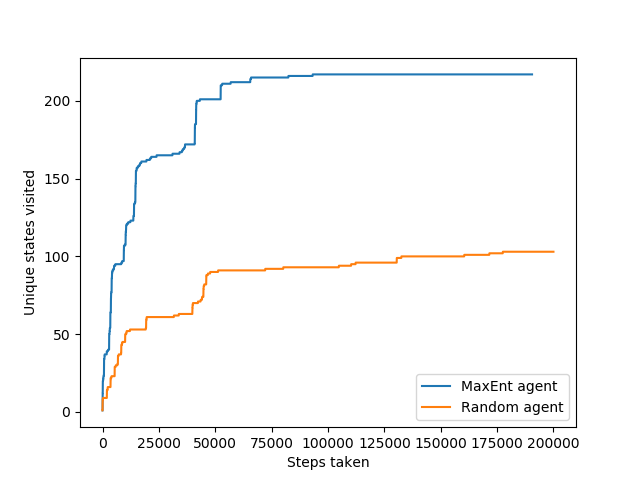 Unique states visited
200
150
100
50
0
MaxEnt agent
Random agent
0 25000 50000 75000 100000 125000 150000 175000 200000
Steps taken